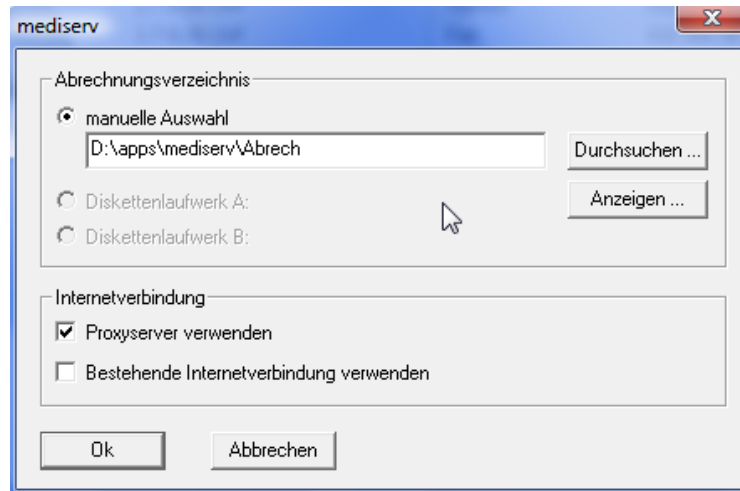 mediserv
Abrechnungsverzeichnis
manuelle Auswahl
D:\apps\mediserv\Abrech
Durchsuchen ...
Diskettenlaufwerk A:
Anzeigen ...
Diskettenlaufwerk B:
Internetverbindung
Proxyserver verwenden
Bestehende Internetverbindung verwenden
Ok
Abbrechen